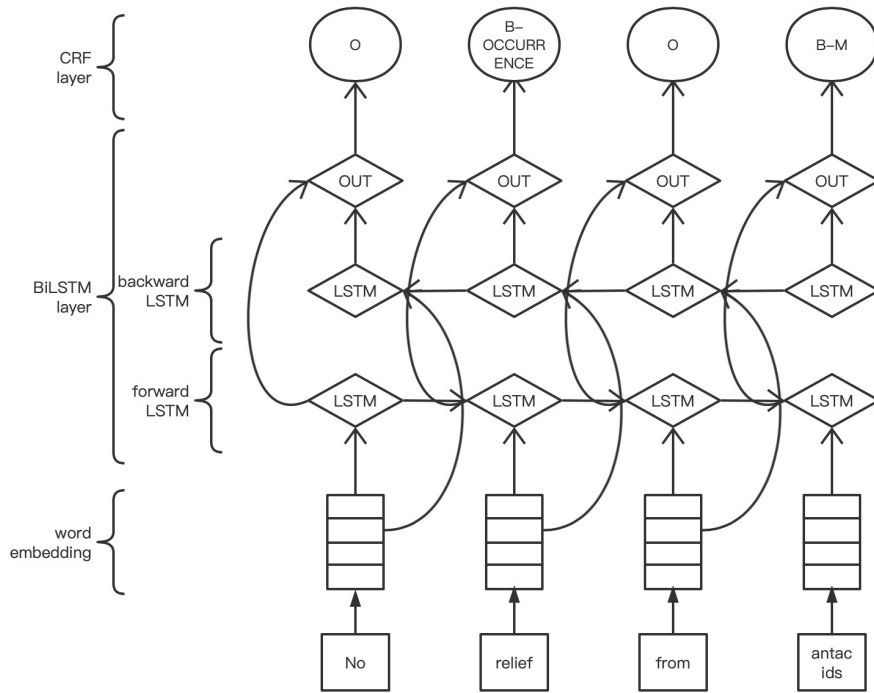 CRF
layer
O
B-
OCCURR
ENCE
O
B-M
OUT
OUT
OUT
OUT
BiLSTM
layer
backward
LSTM
LSTM
LSTM
LSTM
LSTM
forward
LSTM
LSTM
LSTM
LSTM
LSTM
word
embedding
No
relief
from
antac
ids